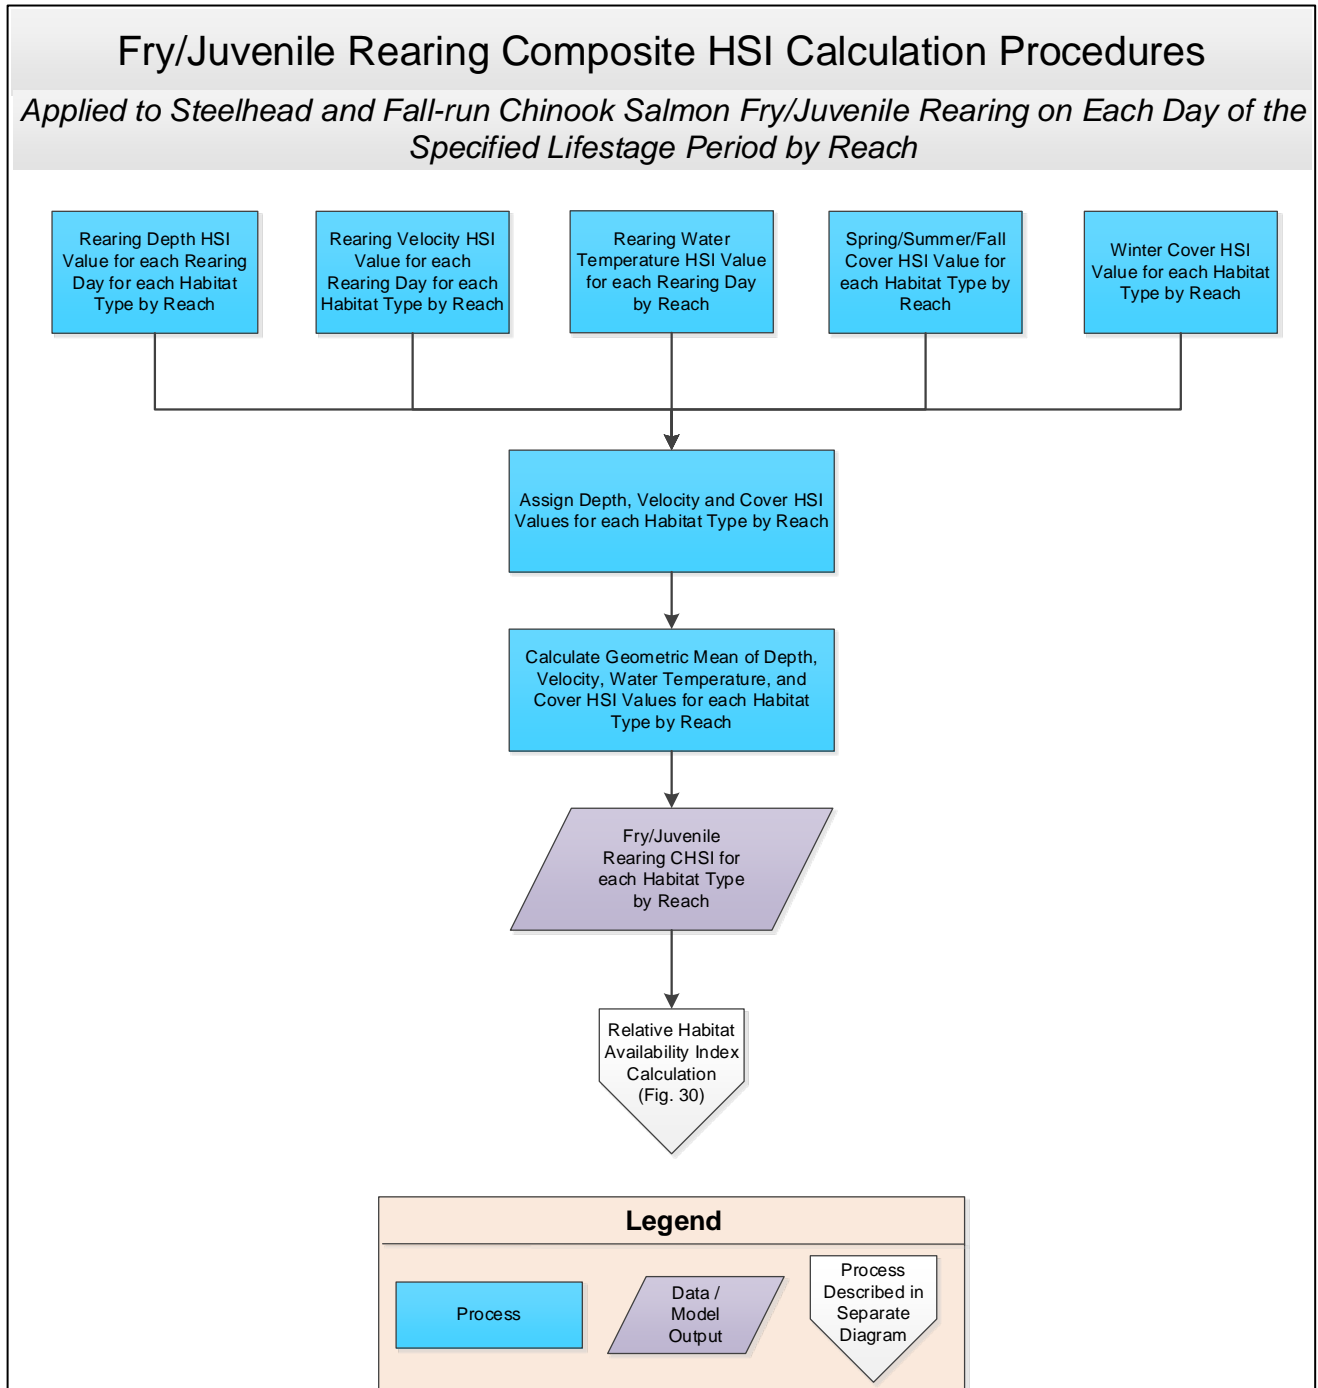 Fry/Juvenile Rearing Composite HSI Calculation Procedures
Applied to Steelhead and Fall-run Chinook Salmon Fry/Juvenile Rearing on Each Day of the
Specified Lifestage Period by Reach
Rearing Depth HSI
Value for each Rearing
Day for each Habitat
Type by Reach
Rearing Velocity HSI
Value for each
Rearing Day for each
Habitat Type by Reach
Rearing Water
Temperature HSI Value
for each Rearing Day
by Reach
Spring/Summer/Fall
Cover HSI Value for
each Habitat Type by
Reach
Winter Cover HSI
Value for each Habitat
Type by Reach
Assign Depth, Velocity and Cover HSI
Values for each Habitat Type by Reach
Calculate Geometric Mean of Depth,
Velocity, Water Temperature, and
Cover HSI Values for each Habitat
Type by Reach
Fry/Juvenile
Rearing CHSI for
each Habitat Type
by Reach
Relative Habitat
Availability Index
Calculation
(Fig. 30)
Legend
Process
Data /
Model
Output
Process
Described in
Separate
Diagram